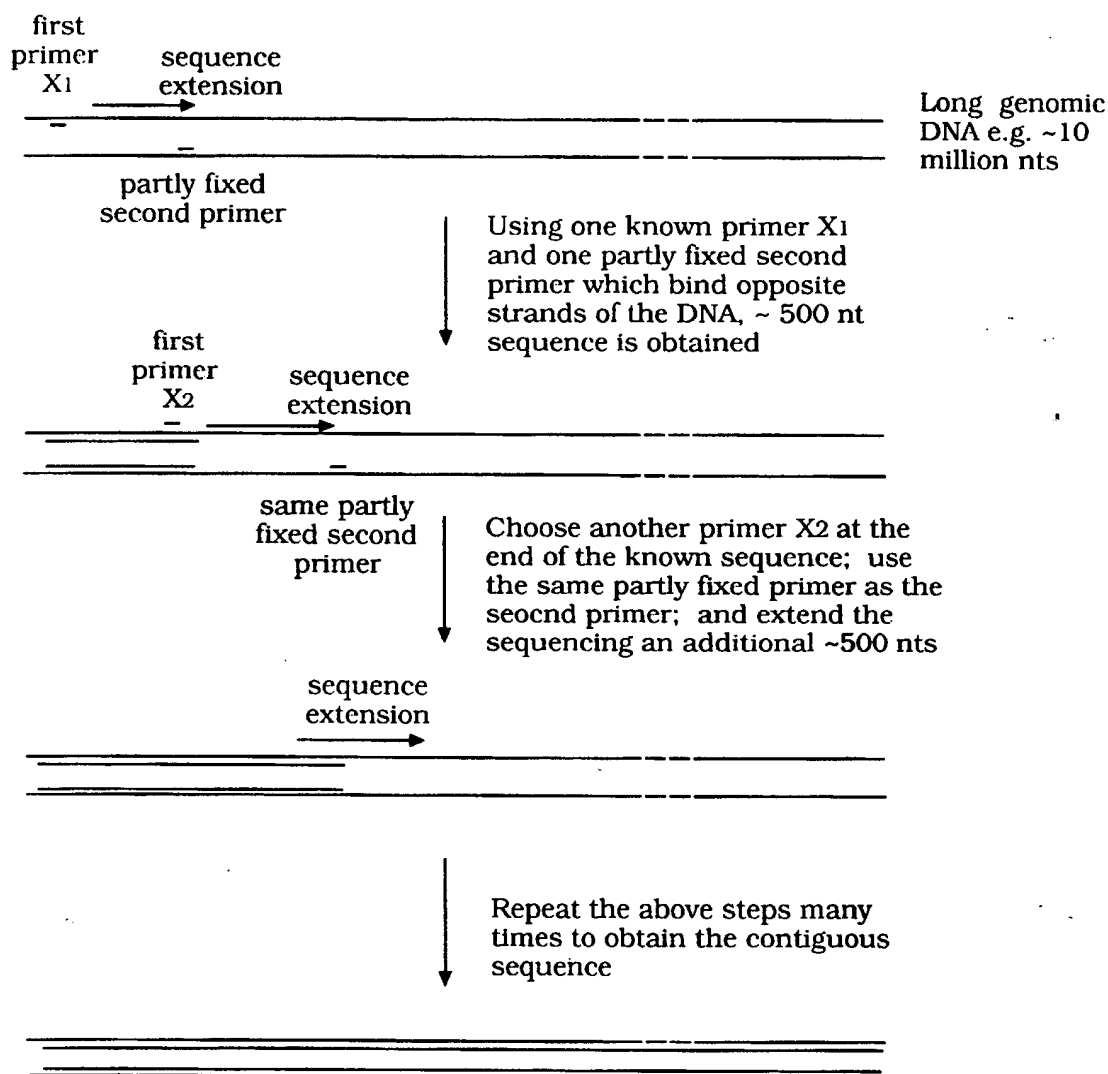 first
primer
X1
sequence
extension
Long genomic
DNA e.g. ~10
million nts
partly fixed
second primer
Using one known primer X1
and one partly fixed second
primer which bind opposite
strands of the DNA, ~ 500 nt
sequence is obtained
first
primer
X2
sequence
extension
same partly
fixed second
primer
Choose another primer X2 at the
end of the known sequence; use
the same partly fixed primer as the
seocnd primer; and extend the
sequencing an additional ~500 nts
sequence
extension
Repeat the above steps many
times to obtain the contiguous
sequence